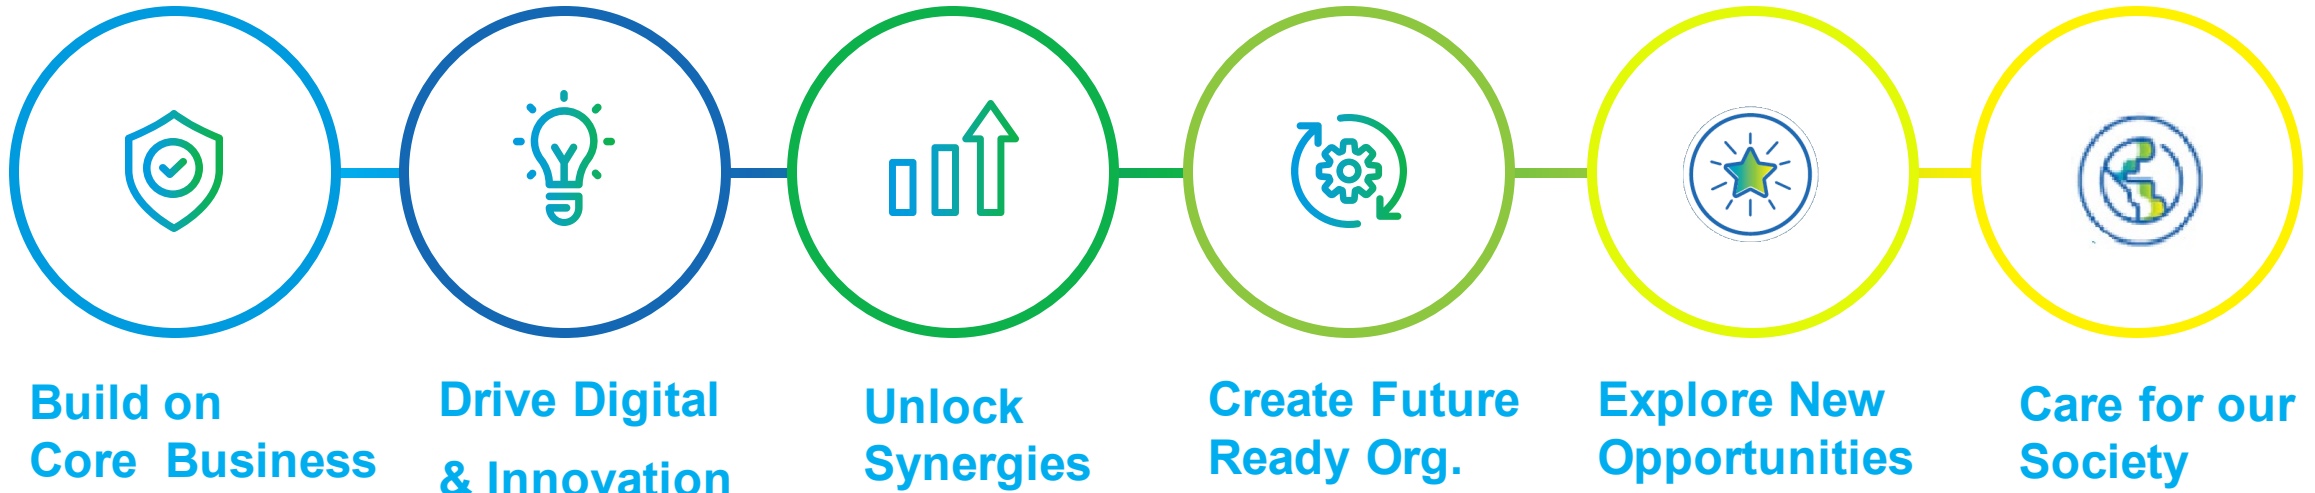 Build on
Core Business
Drive Digital
& Innovation
Unlock
Synergies
Create Future
Ready Org.
Explore New
Opportunities
Care for our
Society